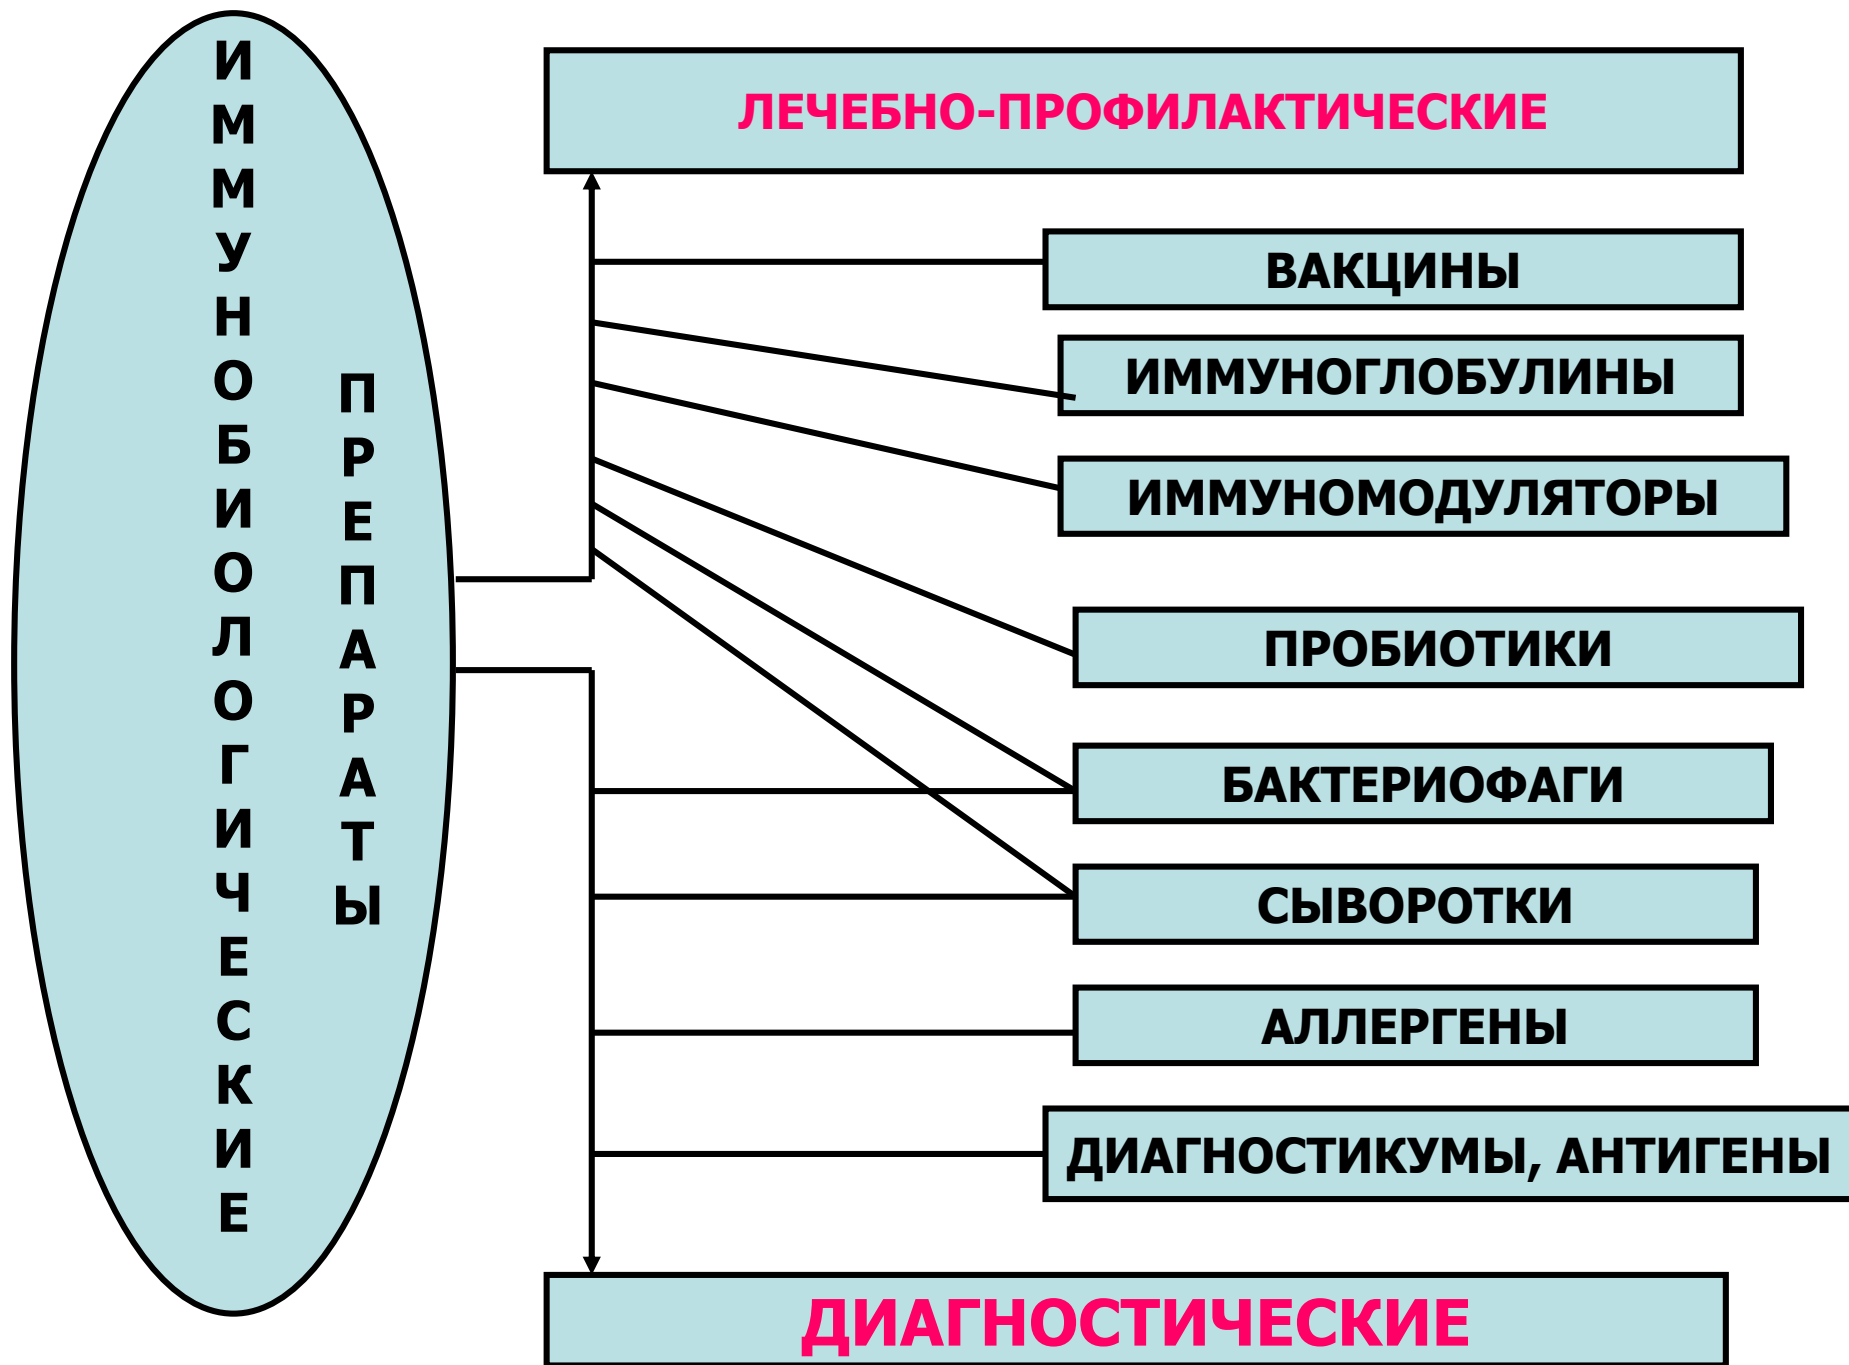 ИММУНОБИОЛОГИЧЕСКИЕ
ПРЕПАРАТЫ
ЛЕЧЕБНО-ПРОФИЛАКТИЧЕСКИЕ
ВАКЦИНЫ
ИММУНОГЛОБУЛИНЫ
ИММУНОМОДУЛЯТОРЫ
ПРОБИОТИКИ
БАКТЕРИОФАГИ
СЫВОРОТКИ
АЛЛЕРГЕНЫ
ДИАГНОСТИКУМЫ, АНТИГЕНЫ
ДИАГНОСТИЧЕСКИЕ